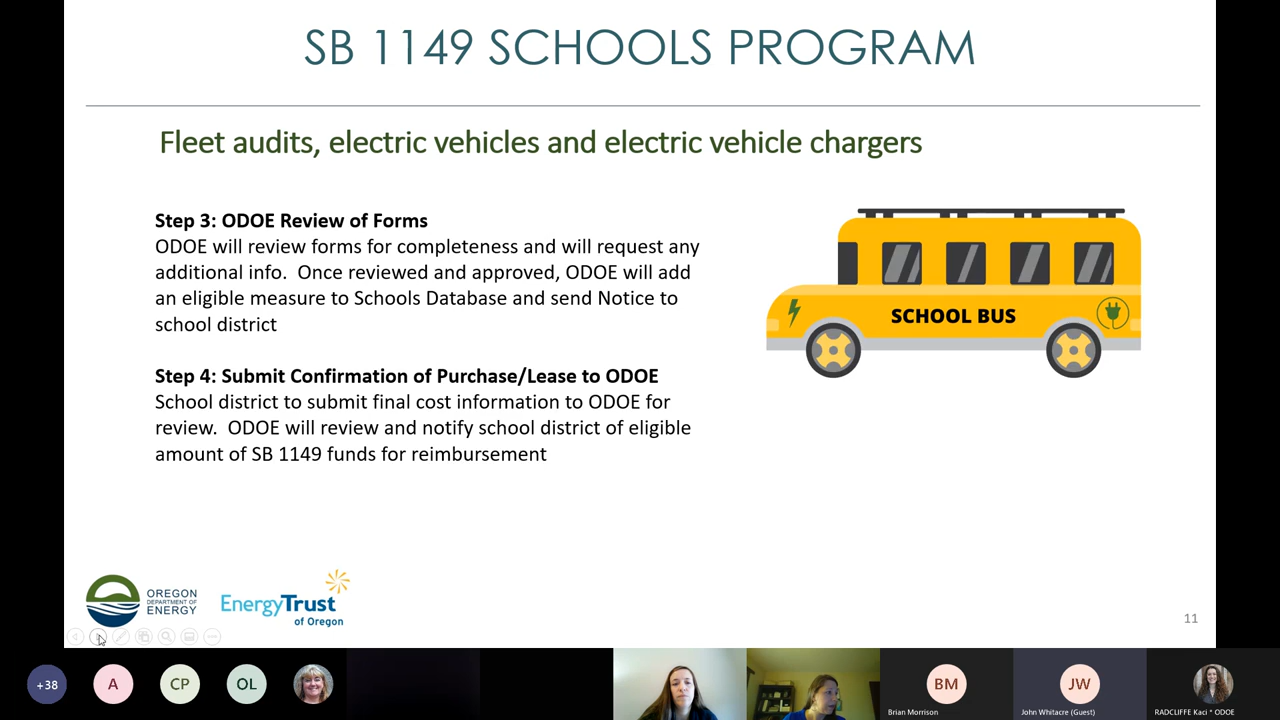 SB 1149 SCHOOLS PROGRAM
Fleet audits, electric vehicles and electric vehicle chargers
Step 3: ODOE Review of Forms
ODOE will review forms for completeness and will request any
additional info.  Once reviewed and approved, ODOE will add
an eligible measure to Schools Database and send Notice to
school district
Step 4: Submit Confirmation of Purchase/Lease to ODOE
School district to submit final cost information to ODOE for
review.  ODOE will review and notify school district of eligible
amount of SB 1149 funds for reimbursement
SCHOOL BUS
OREGON
DEPARTMENT OF
ENERGY
EnergyTrust
of Oregon
11
+38
A
CP
OL
BM
JW
Brian Morrison
John Whitacre (Guest)
RADCLIFFE Kaci * ODOE